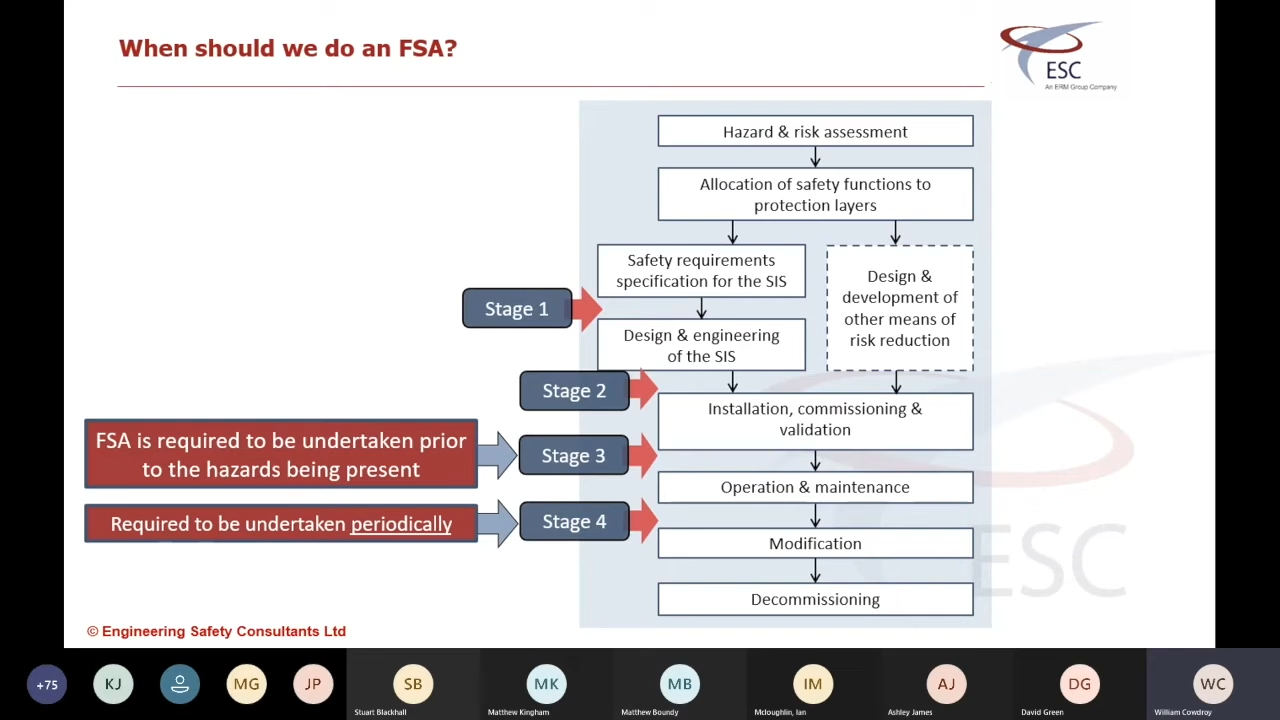 When should we do an FSA?
ESC
An ERM Group Company
Hazard & risk assessment
Allocation of safety functions to
protection layers
Safety requirements
specification for the SIS
Design &
development of
other means of
risk reduction
Stage 1
Design & engineering
of the SIS
Stage 2
Installation, commissioning &
validation
FSA is required to be undertaken prior
to the hazards being present
Stage 3
Operation & maintenance
Required to be undertaken periodically
Stage 4
Modification
ESC
Decommissioning
© Engineering Safety Consultants Ltd
+75
KJ
MG
JP
SB
Stuart Blackhall
MK
Matthew Kingham
MB
Matthew Boundy
IM
Mcloughlin, Ian
AJ
Ashley James
DG
David Green
WC
William Cowdroy